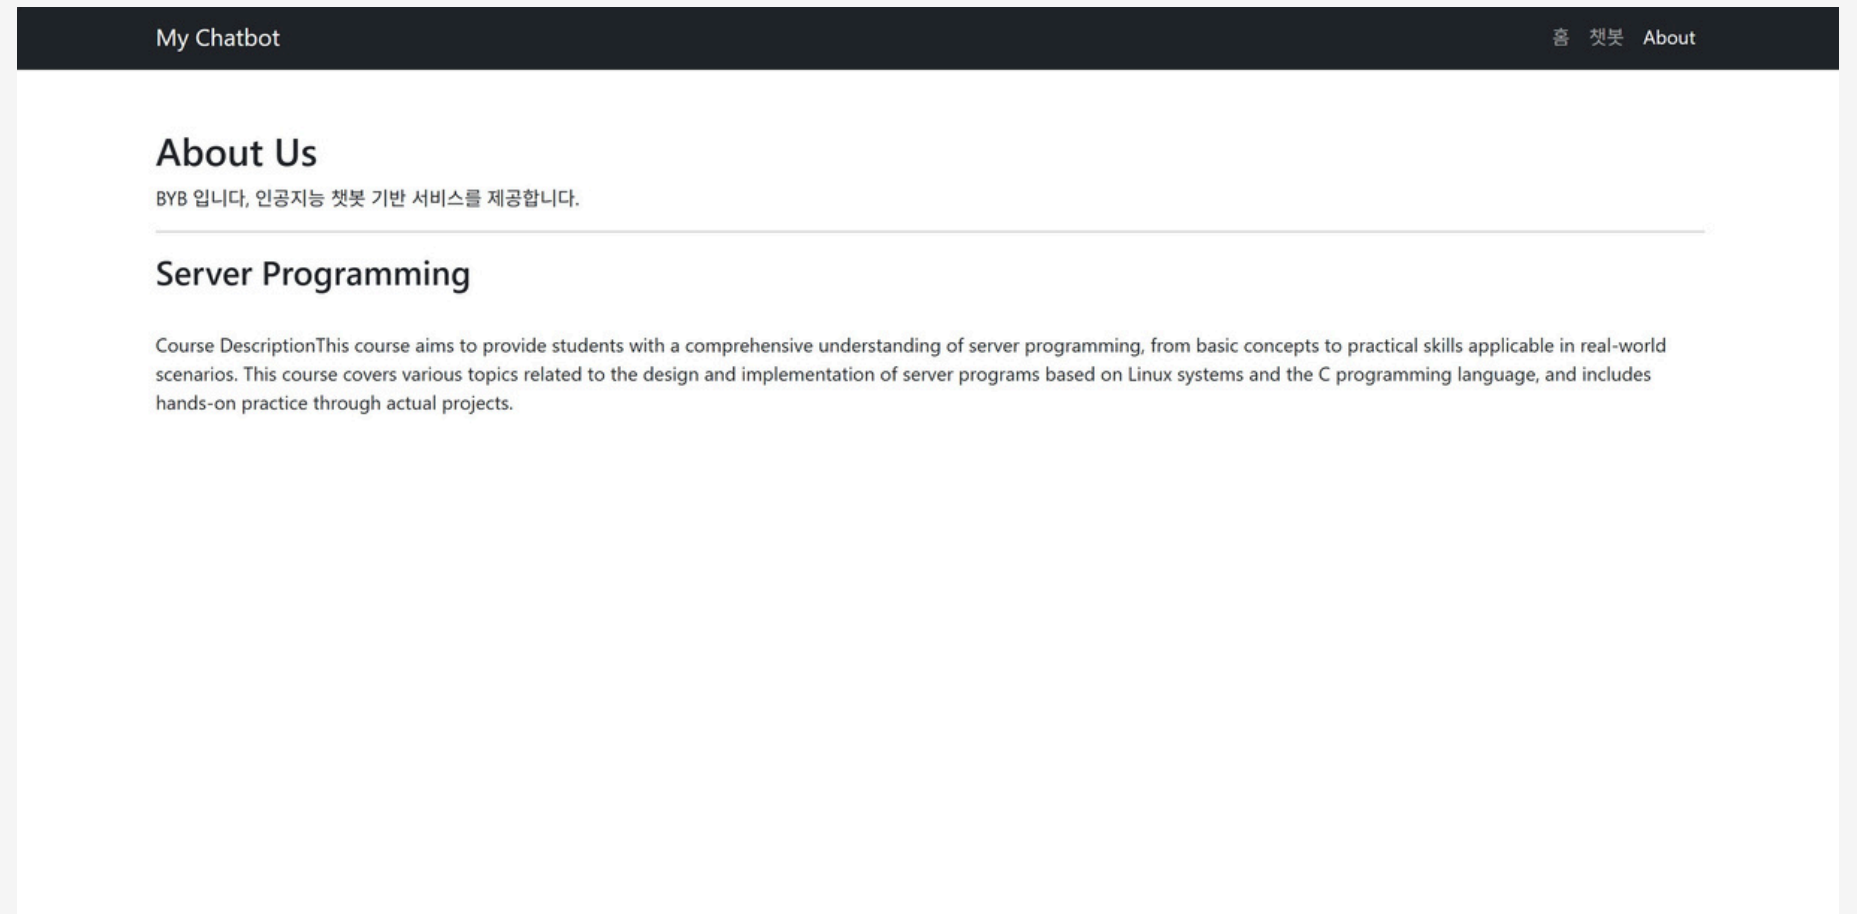 My Chatbot
홈 챗봇 About
About Us
BYB 입니다, 인공지능 챗봇 기반 서비스를 제공합니다.
Server Programming
Course DescriptionThis course aims to provide students with a comprehensive understanding of server programming, from basic concepts to practical skills applicable in real-world
scenarios. This course covers various topics related to the design and implementation of server programs based on Linux systems and the C programming language, and includes
hands-on practice through actual projects.